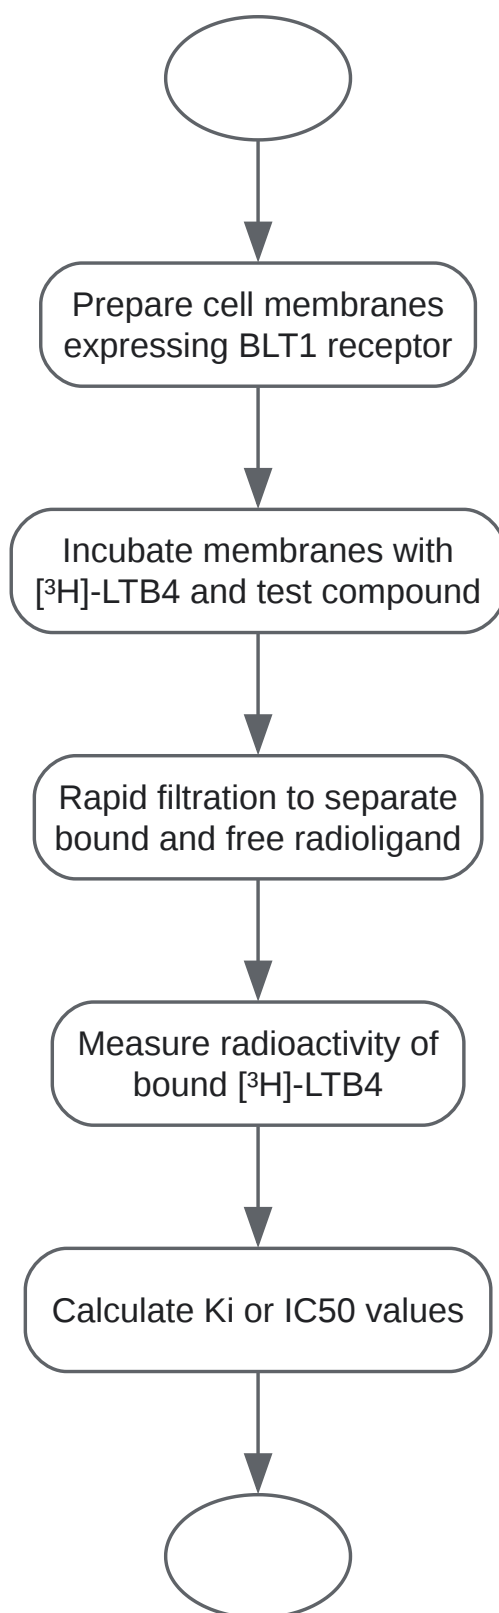 Prepare cell membranes
expressing BLT1 receptor
Incubate membranes with
[³H]-LTB4 and test compound
Rapid filtration to separate
bound and free radioligand
Measure radioactivity of
bound [³H]-LTB4
Calculate Ki or IC50 values